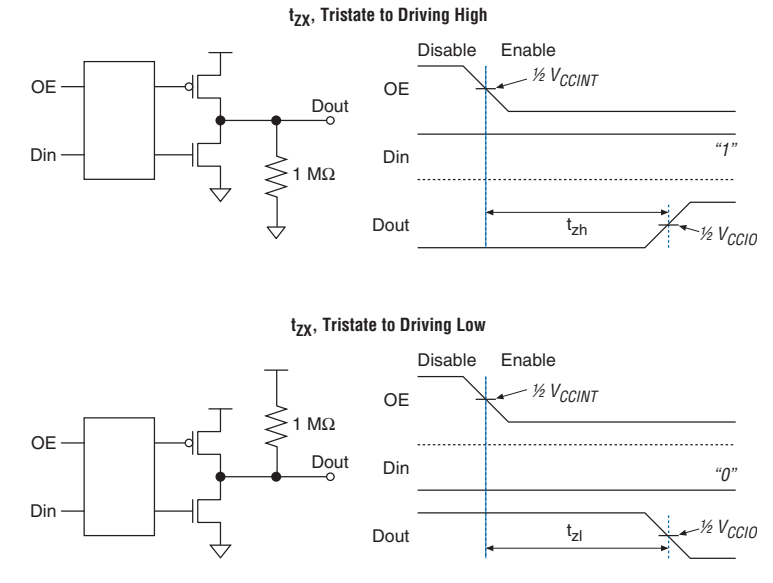 tZX, Tristate to Driving High
Disable Enable
OE
Din
Dout
1 MΩ
OE
½ VCCINT
Din
"1"
Dout
tzh
½ VCCIO
tZX, Tristate to Driving Low
Disable Enable
1 MΩ
OE
Din
Dout
OE
½ VCCINT
Din
"0"
Dout
tzl
½ VCCIO